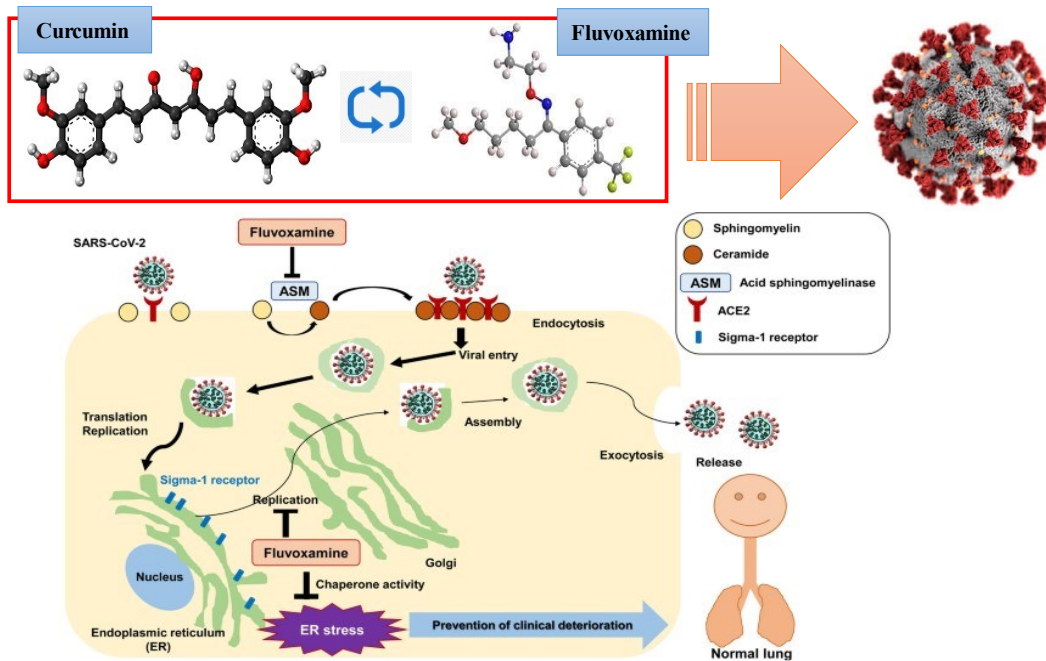 Curcumin
Fluvoxamine
SARS-CoV-2
Fluvoxamine
ASM
Sphingomyelin
Ceramide
ASM
Acid sphingomyelinase
ACE2
Sigma-1 receptor
Endocytosis
Viral entry
Translation
Replication
Assembly
Exocytosis
Release
Sigma-1 receptor
Replication
Fluvoxamine
Golgi
Chaperone activity
Nucleus
Endoplasmic reticulum
(ER)
ER stress
Prevention of clinical deterioration
Normal lung